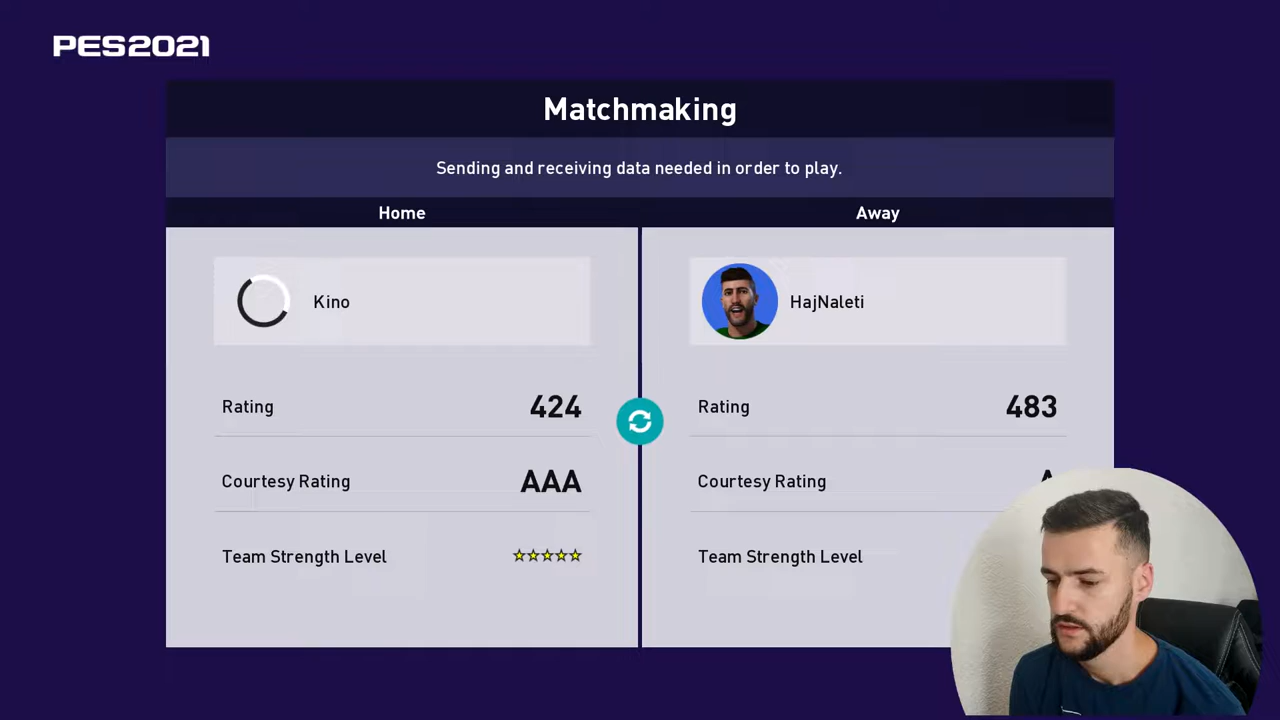 PES2021
Matchmaking
Sending and receiving data needed in order to play.
Home
Away
Kino
HajNaleti
Rating 424
Rating 483
Courtesy Rating AAA
Courtesy Rating
Team Strength Level ☆☆☆☆☆
Team Strength Level